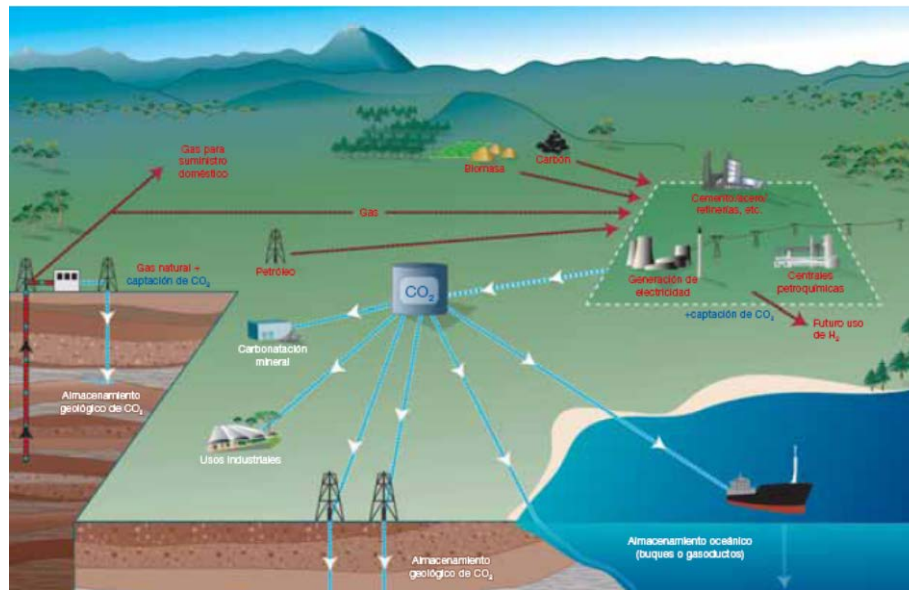 Gas para
suministro
doméstico
Biomasa
Carbón
Cemento/acero/
refinerías, etc.
Gas
Petróleo
Gas natural +
captación de CO₂
Generación de
electricidad
Centrales
petroquímicas
+captación de CO₂
Futuro uso
de H₂
CO₂
Carbonatación
mineral
Almacenamiento
geológico de CO₂
Usos industriales
Almacenamiento oceánico
(buques o gasoductos)
Almacenamiento
geológico de CO₂